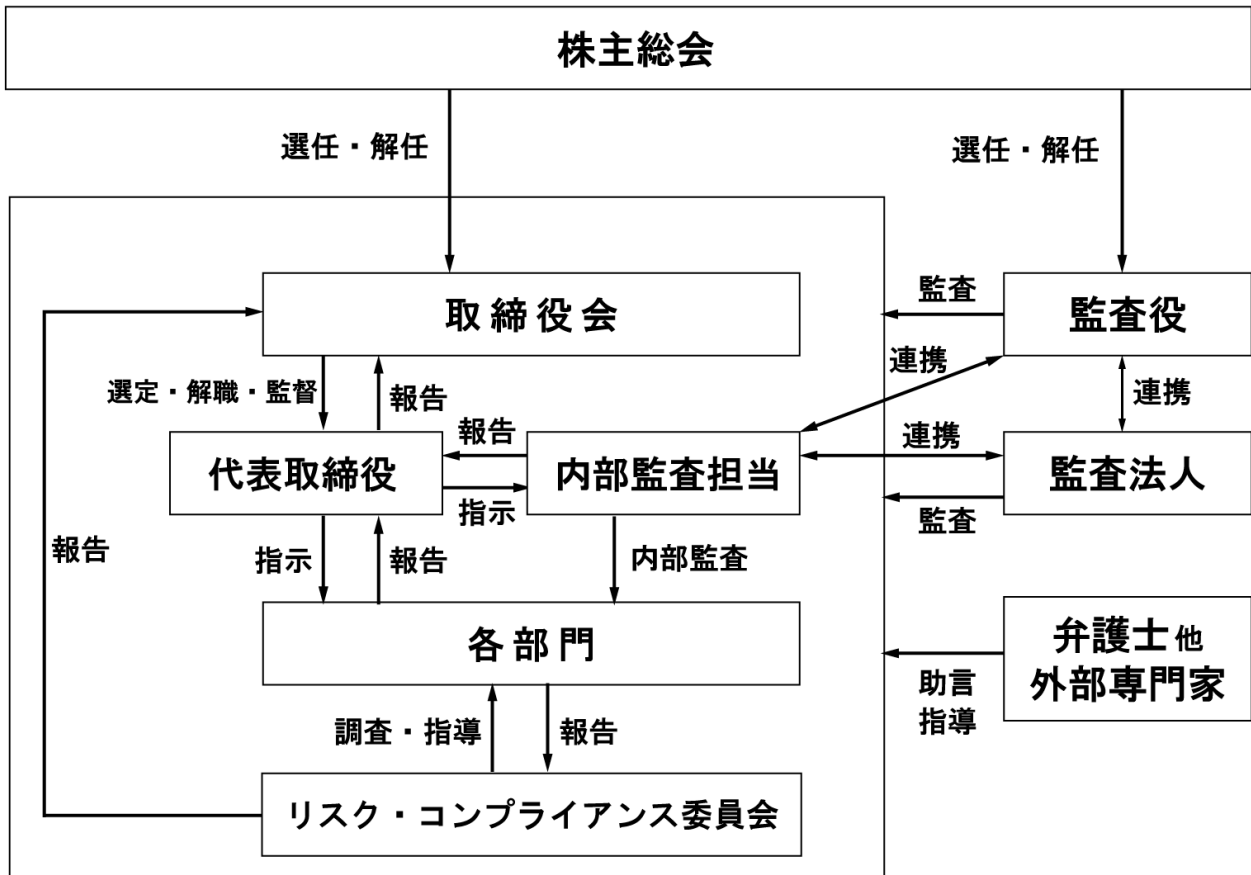 株主総会
選任・解任
選任・解任
取締役会
監査
監査役
選定・解職・監督
報告
連携
連携
代表取締役
報告
指示
内部監査担当
連携
監査法人
監査
報告
指示
報告
内部監査
各部門
弁護士他
外部専門家
助言
指導
調査・指導
報告
リスク・コンプライアンス委員会